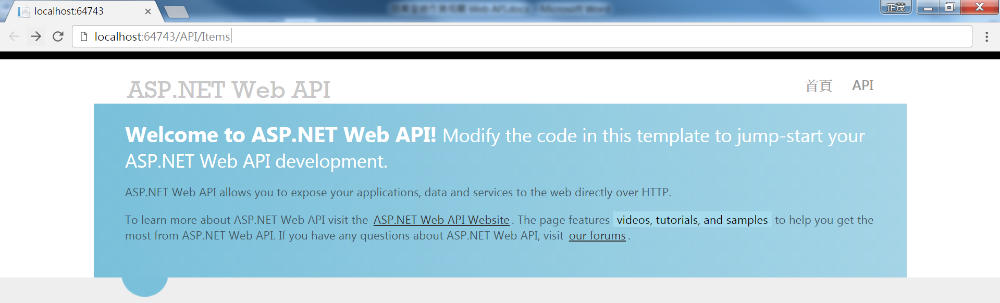 localhost:64743
正茂
localhost:64743/API/Items
ASP.NET Web API
首頁 API
Welcome to ASP.NET Web API! Modify the code in this template to jump-start your
ASP.NET Web API development.
ASP.NET Web API allows you to expose your applications, data and services to the web directly over HTTP.
To learn more about ASP.NET Web API visit the ASP.NET Web API Website. The page features videos, tutorials, and samples to help you get the
most from ASP.NET Web API. If you have any questions about ASP.NET Web API, visit our forums.